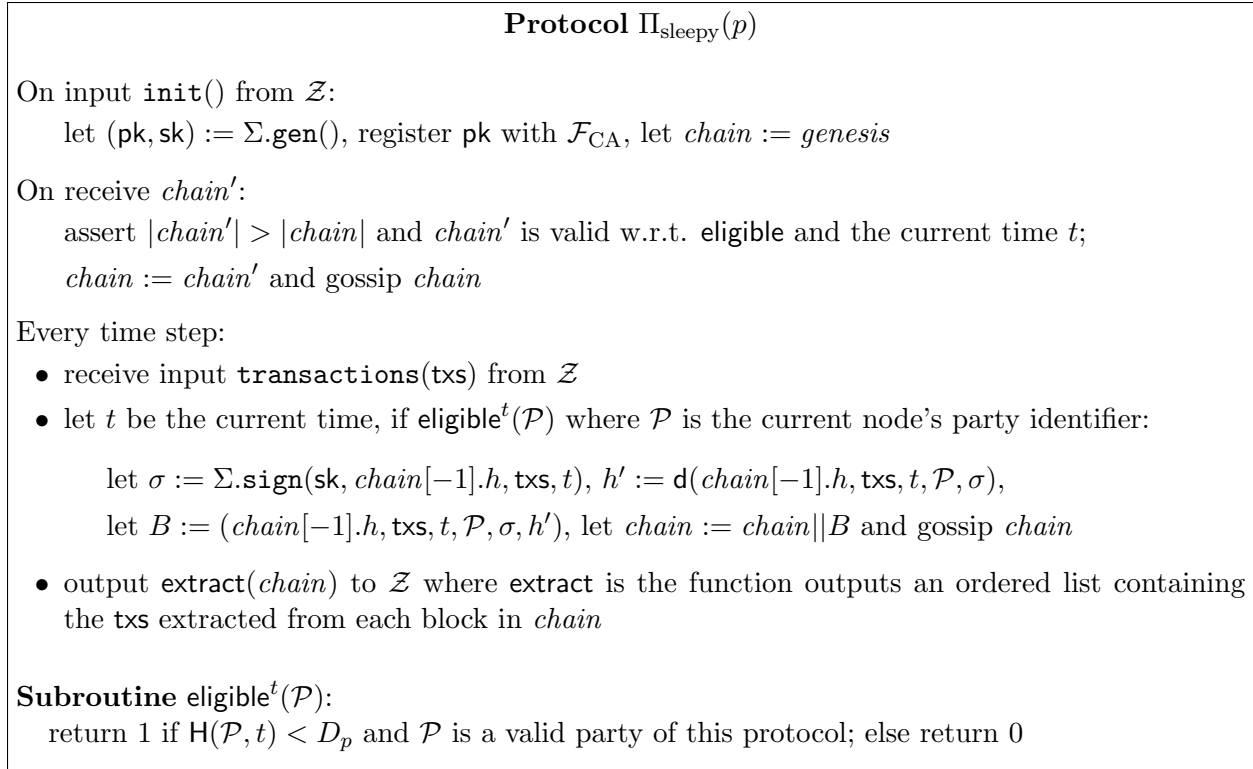 Protocol Π_sleepy(p)
On input init() from 𝒵:
let (pk, sk) := Σ.gen(), register pk with ℱ_CA, let chain := genesis
On receive chain′:
assert |chain′| > |chain| and chain′ is valid w.r.t. eligible and the current time t;
chain := chain′ and gossip chain
Every time step:
• receive input transactions(txs) from 𝒵
• let t be the current time, if eligible^t(𝒫) where 𝒫 is the current node's party identifier:
let σ := Σ.sign(sk, chain[−1].h, txs, t), h′ := d(chain[−1].h, txs, t, 𝒫, σ),
let B := (chain[−1].h, txs, t, 𝒫, σ, h′), let chain := chain||B and gossip chain
• output extract(chain) to 𝒵 where extract is the function outputs an ordered list containing
the txs extracted from each block in chain
Subroutine eligible^t(𝒫):
return 1 if H(𝒫, t) < D_p and 𝒫 is a valid party of this protocol; else return 0